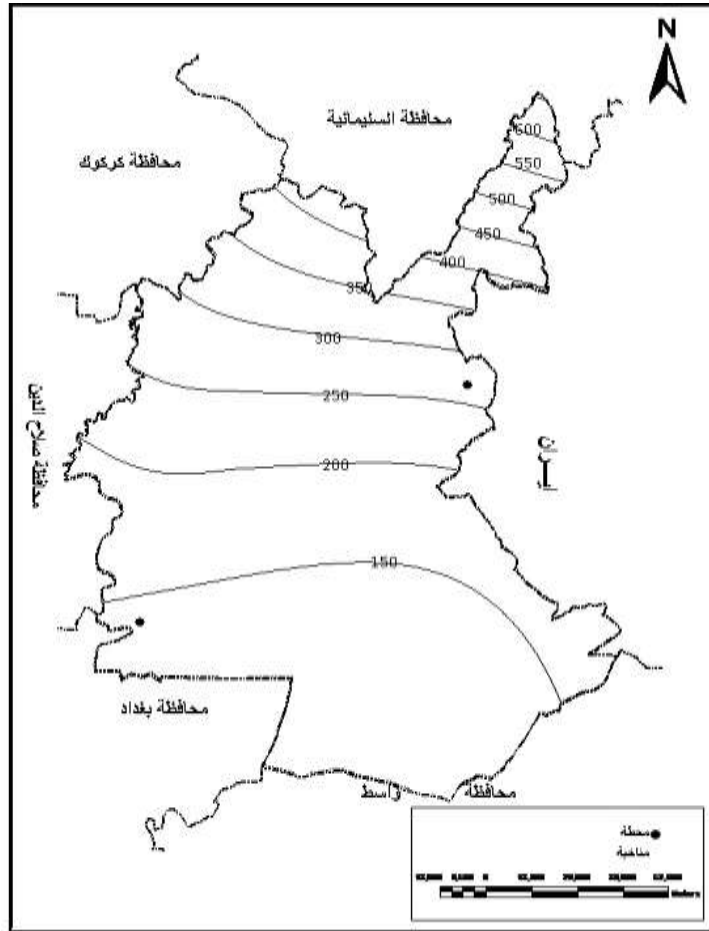 N
محافظة السليمانية
محافظة كركوك
600
550
500
450
400
350
300
250
محافظة صلاح الدين
200
150
محافظة بغداد
محافظة واسط
محطة
مناخية